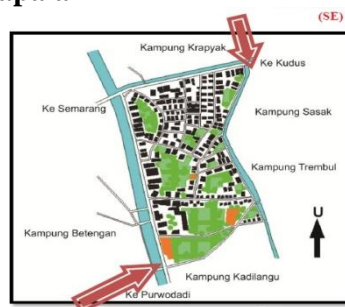 (SE)
Kampung Krapyak
Ke Kudus
Ke Semarang
Kampung Sasak
Kampung Trembul
U
Kampung Betengan
Kampung Kadilangu
Ke Purwodadi